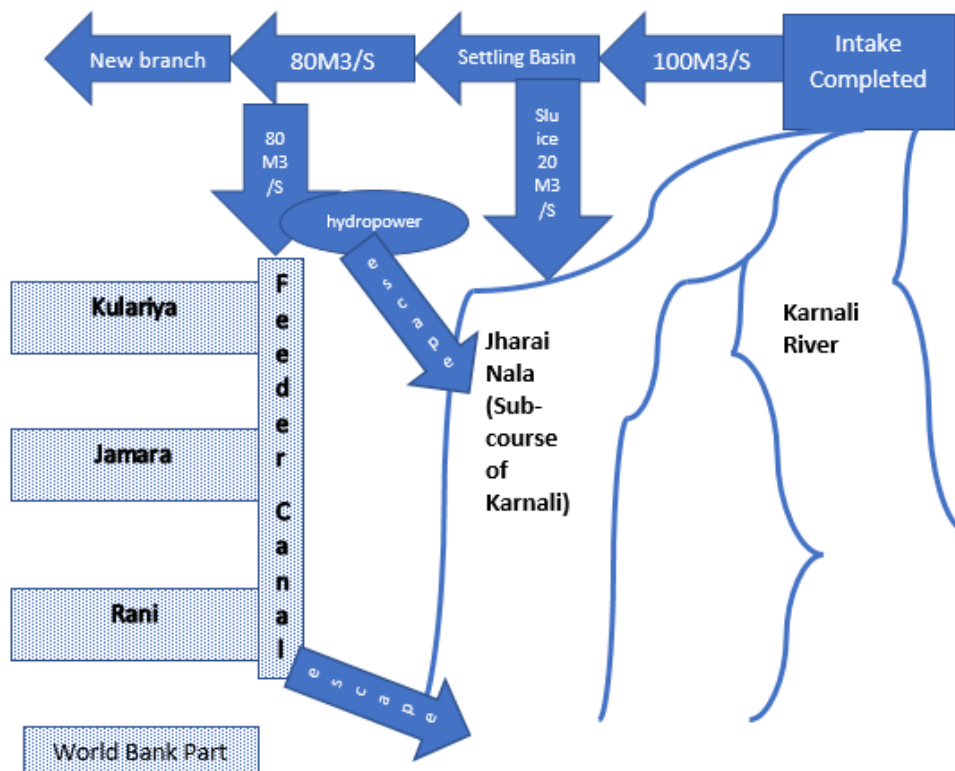 New branch
80M3/S
Settling Basin
100M3/S
Intake
Completed
80
M3
/S
Slu
ice
20
M3
/S
hydropower
escape
Feeder Canal
Kulariya
Jamara
Rani
Jharai
Nala
(Sub-
course
of
Karnali)
Karnali
River
escape
World Bank Part